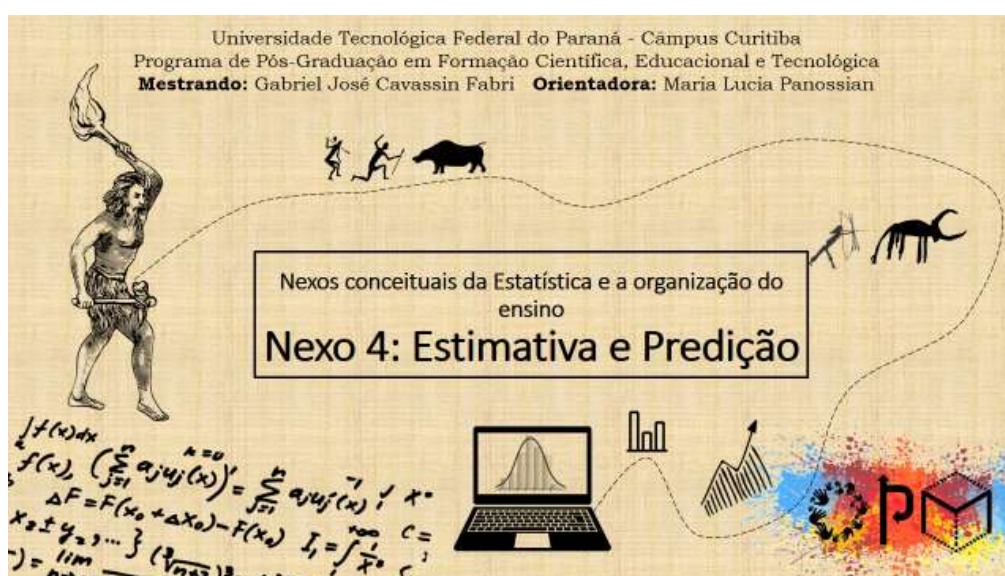 Universidade Tecnológica Federal do Paraná - Câmpus Curitiba
Programa de Pós-Graduação em Formação Científica, Educacional e Tecnológica
Mestrando: Gabriel José Cavassin Fabri Orientadora: Maria Lucia Panossian
Nexos conceituais da Estatística e a organização do
ensino
Nexo 4: Estimativa e Predição
∫f(x)dx
f(x), (∑ ajuj(x))' = ∑ ajuj'(x)
ΔF = F(x₀ + Δx₀) - F(x₀)